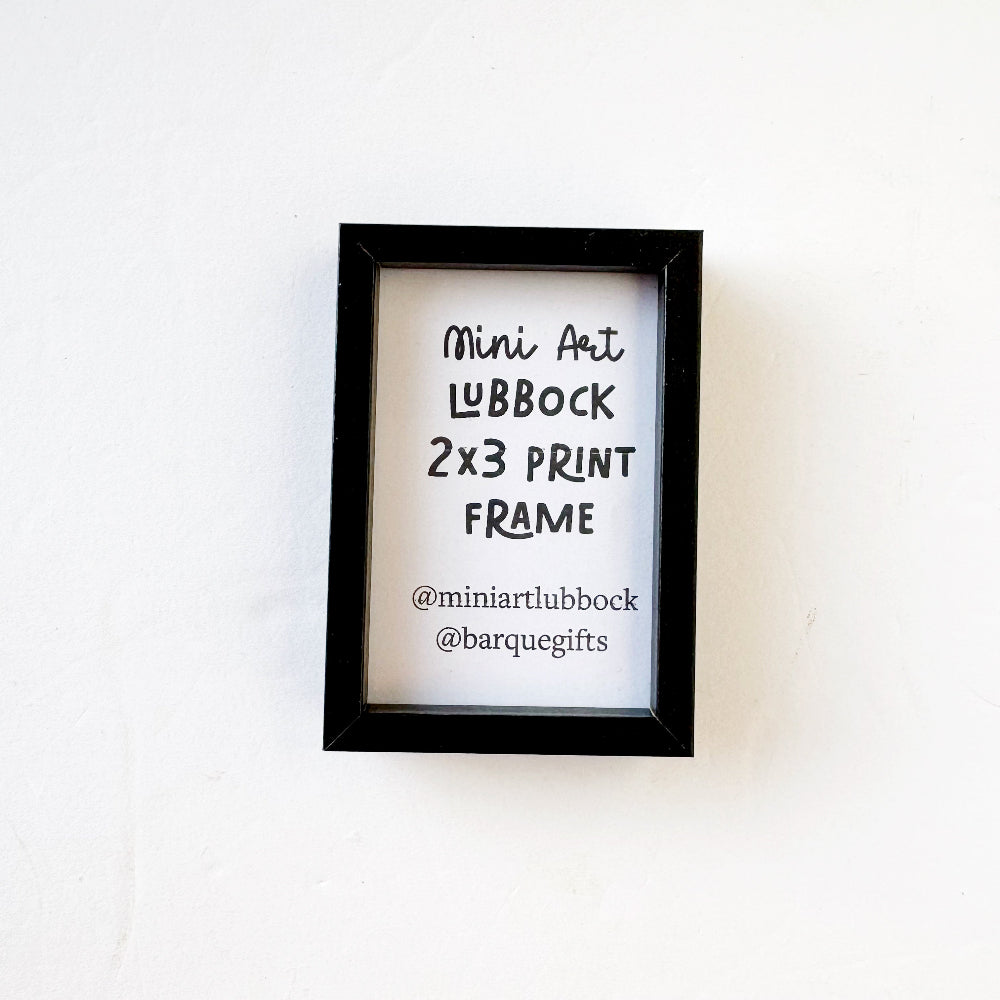 Mini Art
LUBBOCK
2x3 PRINT
FRAME
@miniartlubbock
@barquegifts